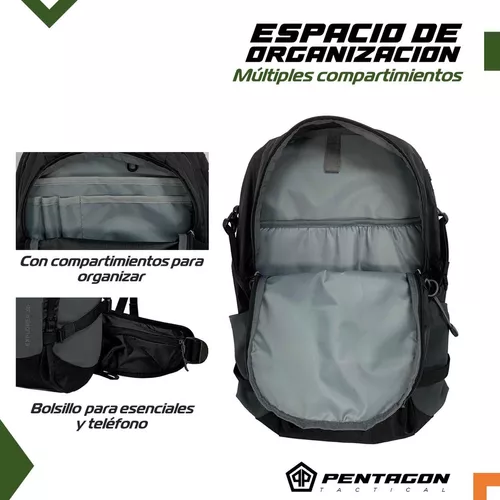 ESPACIO DE
ORGANIZACION
Múltiples compartimientos
Con compartimientos para
organizar
Bolsillo para esenciales
y teléfono
PENTAGON
TACTICAL